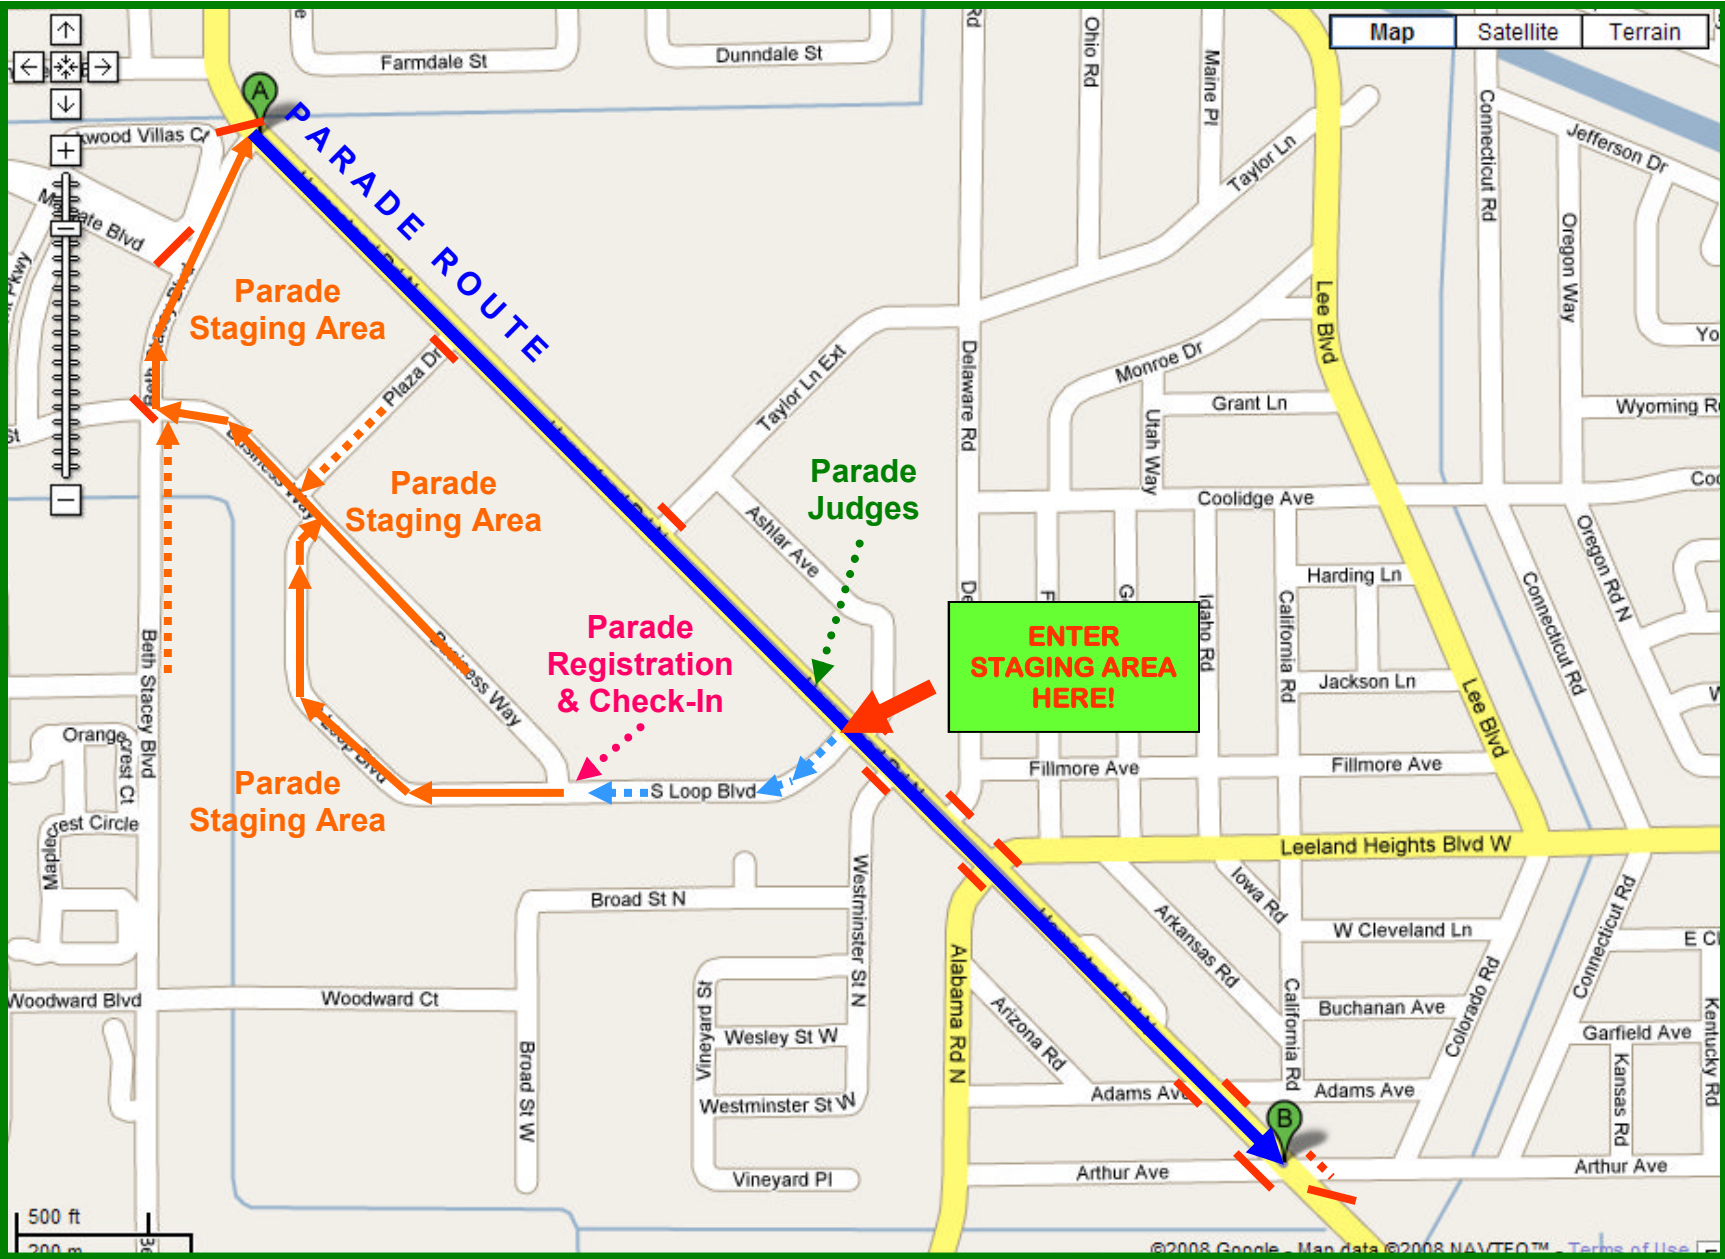 Map
Satellite
Terrain
Farmdale St
Dunndale St
Ohio Rd
Maine Pl
Connecticut Rd
Jefferson Dr
A
PARADE ROUTE
Taylor Ln
Oregon Way
Parade
Staging Area
Plaza Dr
Lee Blvd
Monroe Dr
Grant Ln
Utah Way
Delaware Rd
Taylor Ln Ext
Coolidge Ave
Parade
Staging Area
Parade
Judges
Ashlar Ave
Harding Ln
Oregon Rd N
Connecticut Rd
Idaho Rd
California Rd
Jackson Ln
Lee Blvd
Parade
Registration
& Check-In
ENTER
STAGING AREA
HERE!
Beth Stacey Blvd
Business Way
S Loop Blvd
Fillmore Ave
Fillmore Ave
Parade
Staging Area
Leeland Heights Blvd W
Broad St N
Westminster St N
Iowa Rd
Arkansas Rd
W Cleveland Ln
Connecticut Rd
Colorado Rd
Alabama Rd N
Arizona Rd
California Rd
Buchanan Ave
Garfield Ave
Kansas Rd
Kentucky Rd
Woodward Blvd
Woodward Ct
Vineyard St
Wesley St W
Westminster St W
Broad St W
Vineyard Pl
Adams Ave
Adams Ave
B
Arthur Ave
Arthur Ave
500 ft
200 m
©2008 Google - Map data ©2008 NAVTEQ™ - Terms of Use